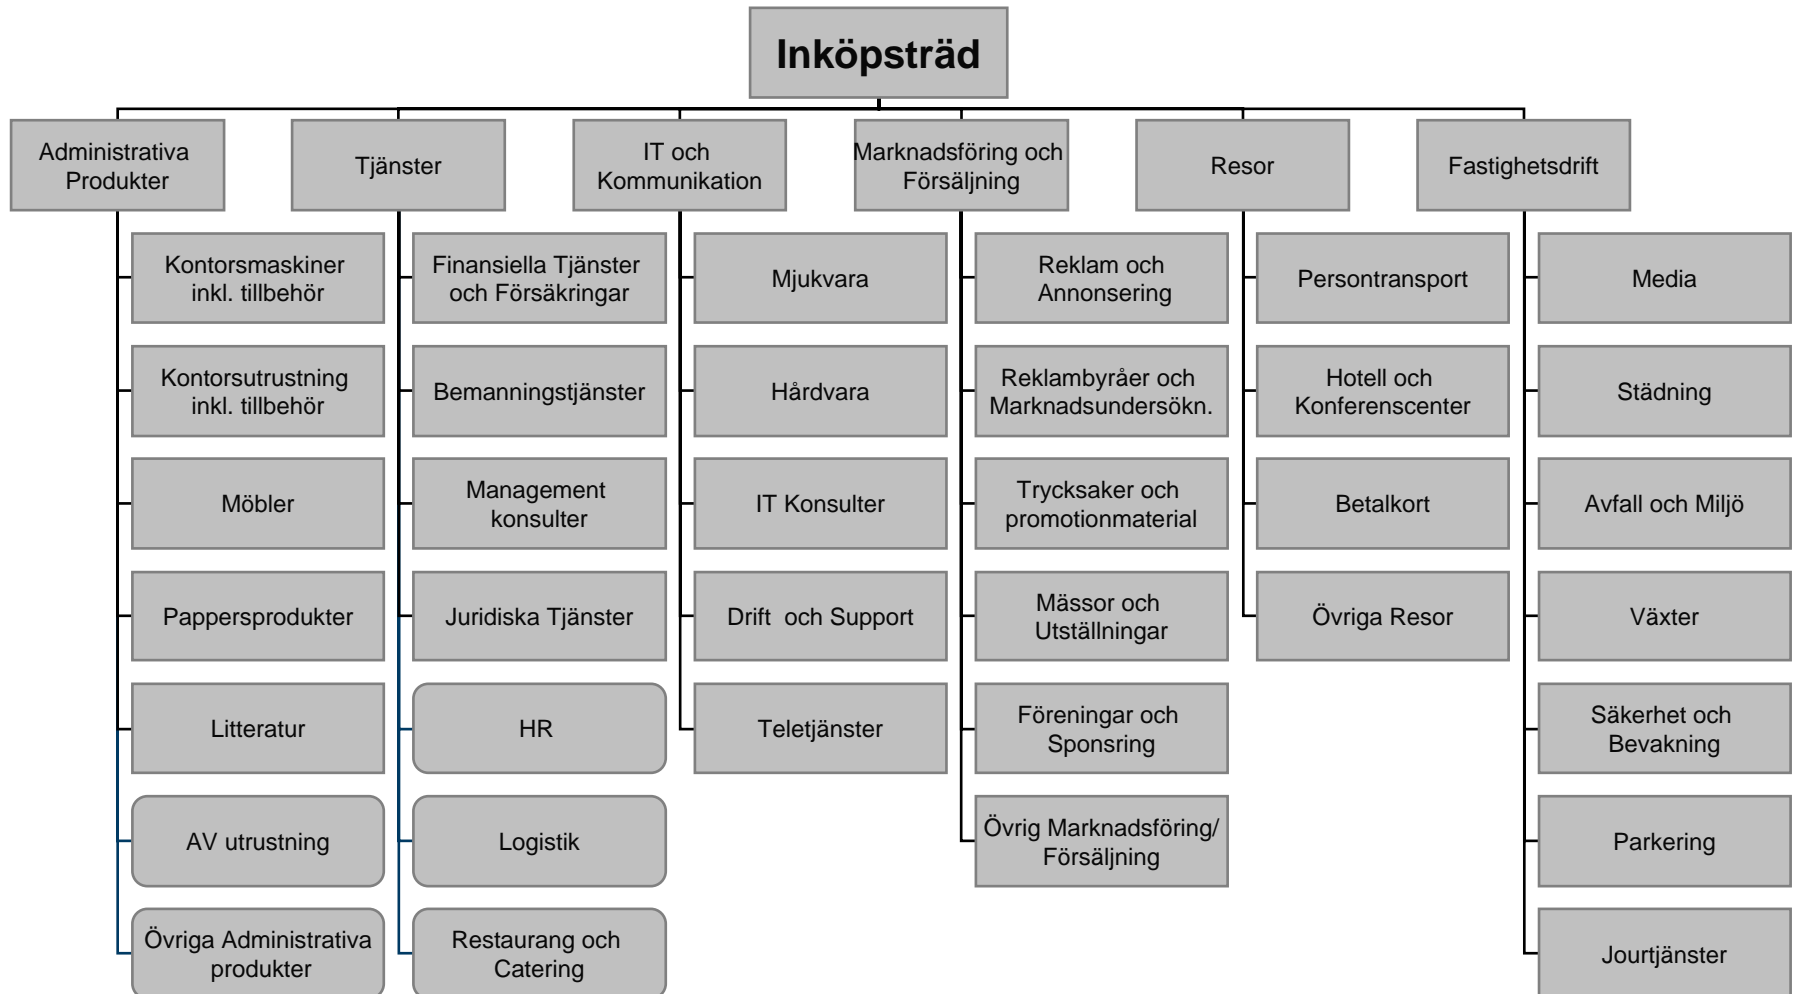 Inköpsträd
Administrativa
Produkter
Kontorsmaskiner
inkl. tillbehör
Kontorsutrustning
inkl. tillbehör
Möbler
Pappersprodukter
Litteratur
AV utrustning
Övriga Administrativa
produkter
Tjänster
Finansiella Tjänster
och Försäkringar
Bemanningstjänster
Management
konsulter
Juridiska Tjänster
HR
Logistik
Restaurang och
Catering
IT och
Kommunikation
Mjukvara
Hårdvara
IT Konsulter
Drift och Support
Teletjänster
Marknadsföring och
Försäljning
Reklam och
Annonsering
Reklambyråer och
Marknadsundersökn.
Trycksaker och
promotionmaterial
Mässor och
Utställningar
Föreningar och
Sponsring
Övrig Marknadsföring/
Försäljning
Resor
Persontransport
Hotell och
Konferenscenter
Betalkort
Övriga Resor
Fastighetsdrift
Media
Städning
Avfall och Miljö
Växter
Säkerhet och
Bevakning
Parkering
Jourtjänster